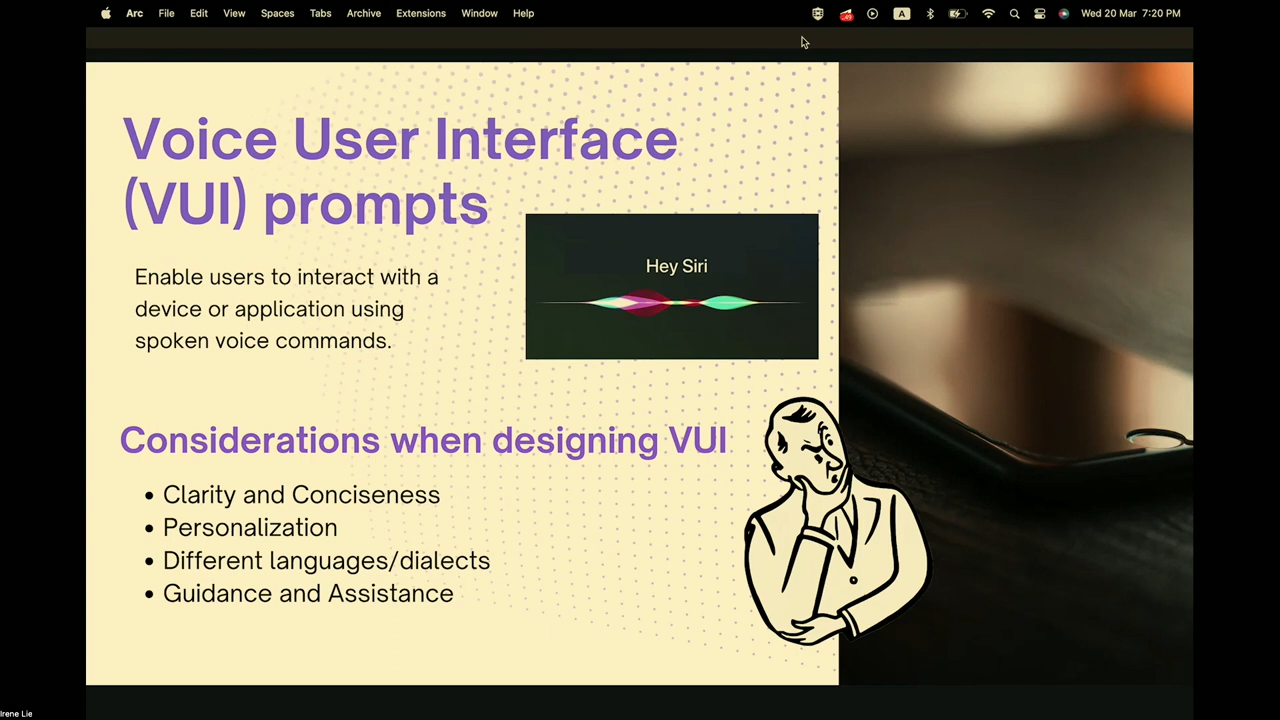 Arc File Edit View Spaces Tabs Archive Extensions Window Help A Wed 20 Mar 7:20 PM
Voice User Interface
(VUI) prompts
Hey Siri
Enable users to interact with a
device or application using
spoken voice commands.
Considerations when designing VUI
• Clarity and Conciseness
• Personalization
• Different languages/dialects
• Guidance and Assistance
Irene Lie